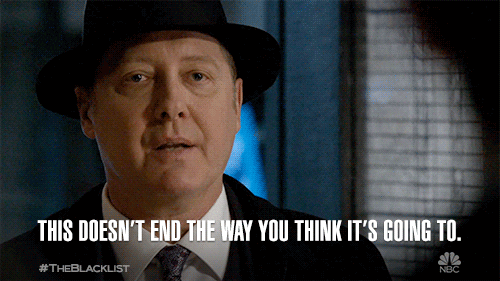 THIS DOESN'T END THE WAY YOU THINK IT'S GOING TO.
#THEBLACKLIST
NBC